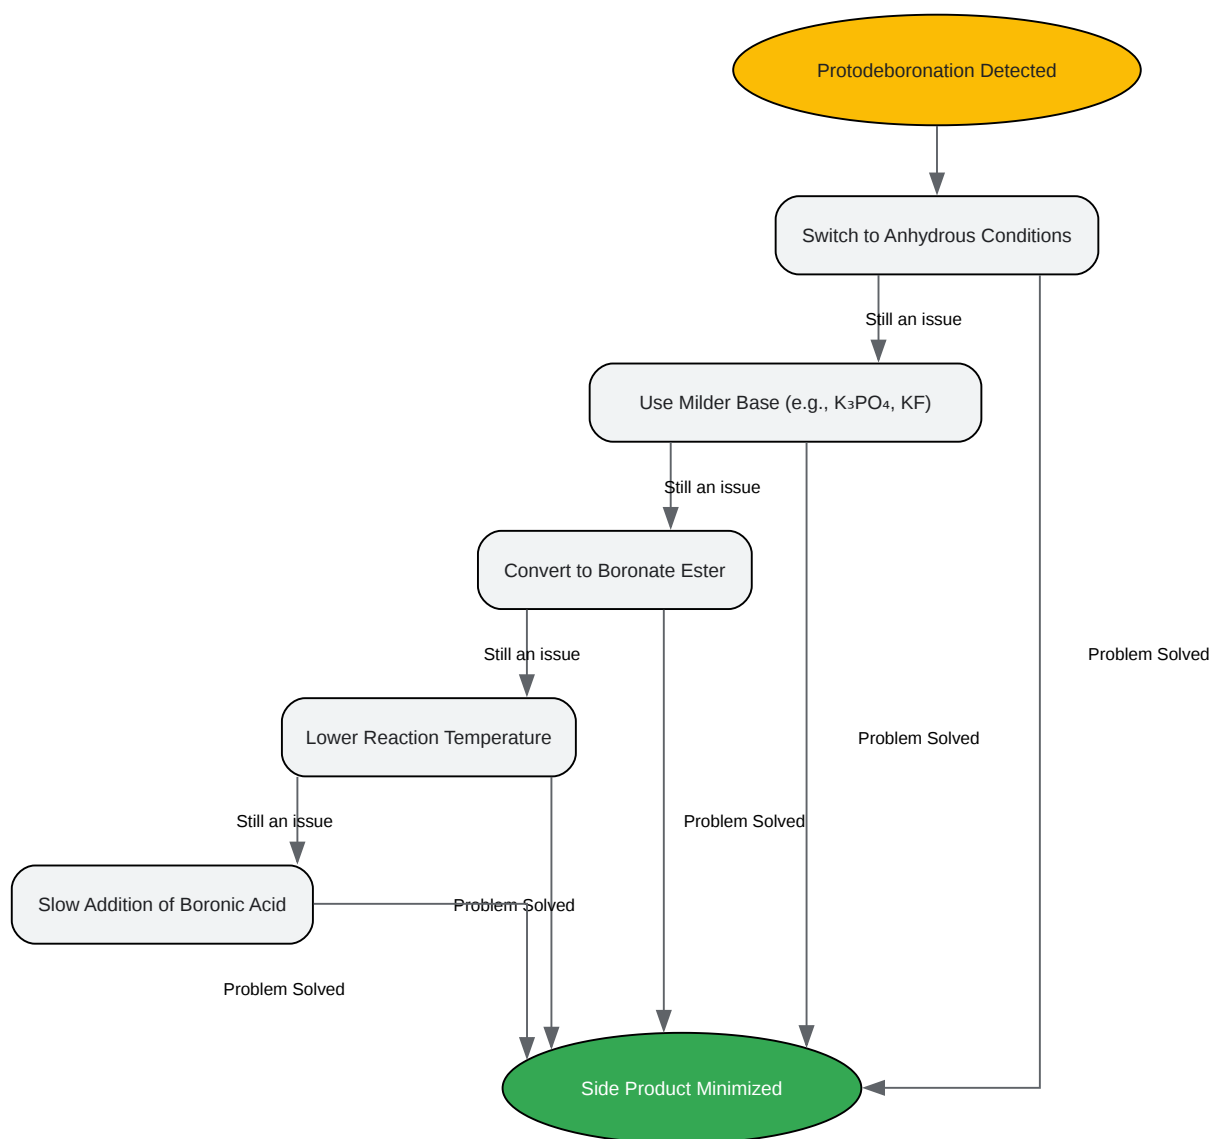 Protodeboronation Detected
Switch to Anhydrous Conditions
Still an issue
Use Milder Base (e.g., K₃PO₄, KF)
Still an issue
Convert to Boronate Ester
Still an issue
Problem Solved
Lower Reaction Temperature
Problem Solved
Still an issue
Problem Solved
Slow Addition of Boronic Acid
Problem Solved
Problem Solved
Side Product Minimized